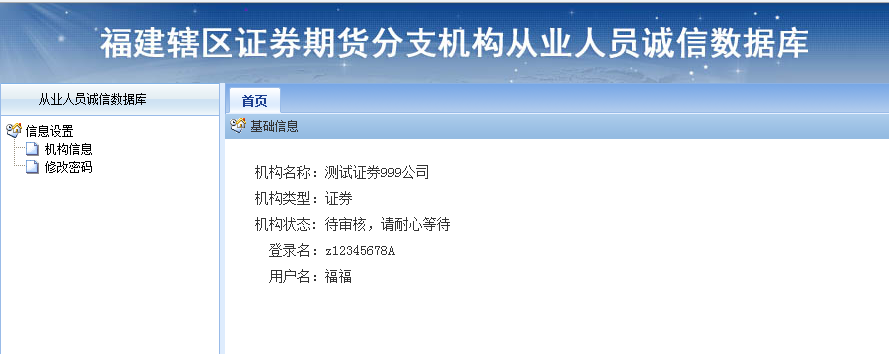 福建辖区证券期货分支机构从业人员诚信数据库
从业人员诚信数据库
信息设置
机构信息
修改密码
首页
基础信息
机构名称：测试证券999公司
机构类型：证券
机构状态：待审核，请耐心等待
登录名：z12345678A
用户名：福福